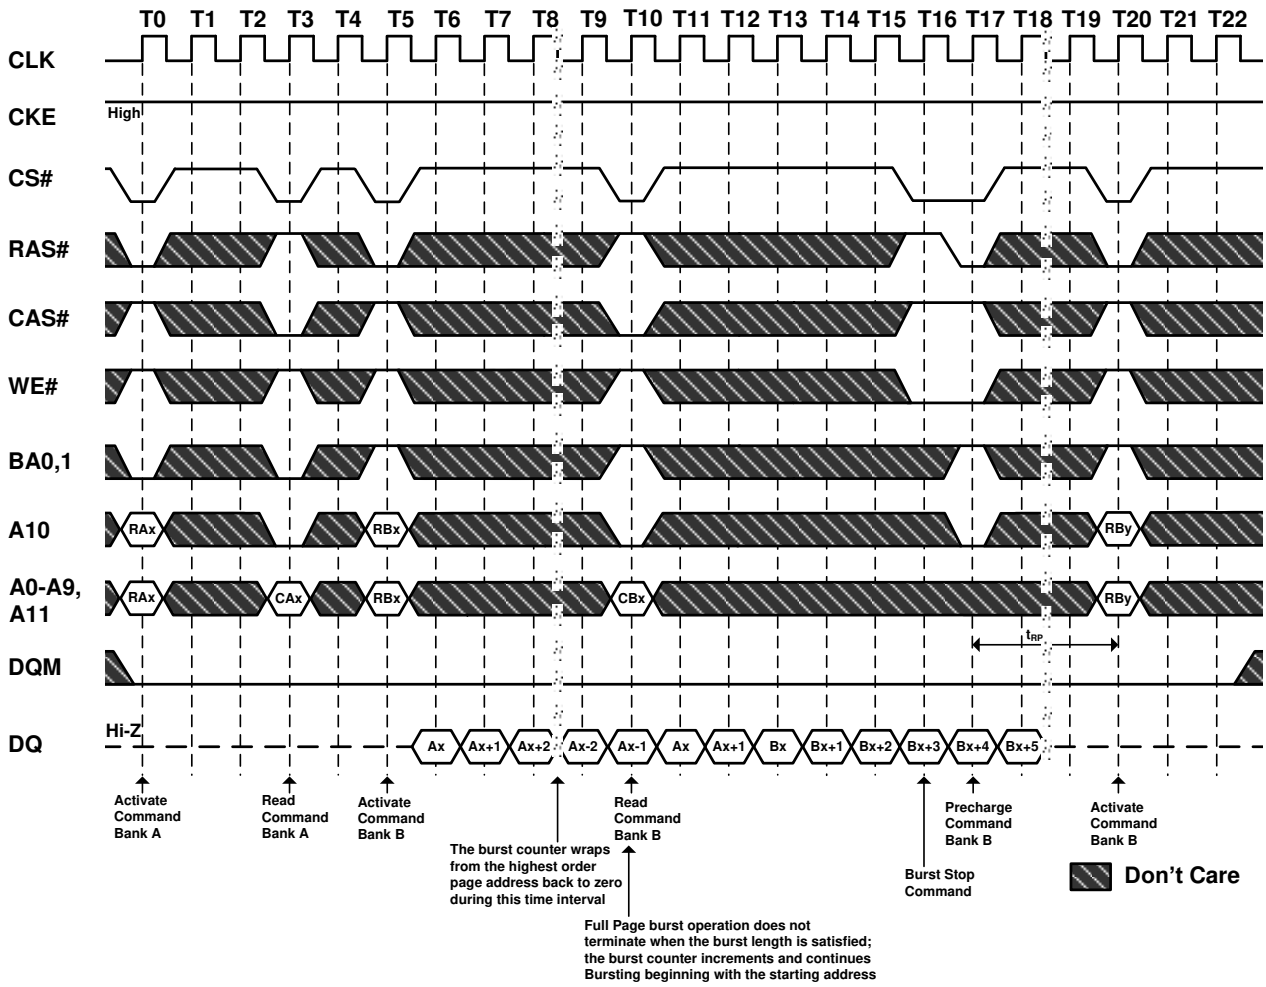 T0 T1 T2 T3 T4 T5 T6 T7 T8 T9 T10 T11 T12 T13 T14 T15 T16 T17 T18 T19 T20 T21 T22
CLK
CKE
High
CS#
RAS#
CAS#
WE#
BA0,1
A10
RAx RBx RBy
A0-A9,
A11
RAx CAx RBx CBx RBy
tRP
DQM
DQ
Hi-Z
Ax Ax+1 Ax+2 Ax-2 Ax-1 Ax Ax+1 Bx Bx+1 Bx+2 Bx+3 Bx+4 Bx+5
Activate
Command
Bank A
Read
Command
Bank A
Activate
Command
Bank B
The burst counter wraps
from the highest order
page address back to zero
during this time interval
Read
Command
Bank B
Full Page burst operation does not
terminate when the burst length is satisfied;
the burst counter increments and continues
Bursting beginning with the starting address
Burst Stop
Command
Precharge
Command
Bank B
Activate
Command
Bank B
Don't Care